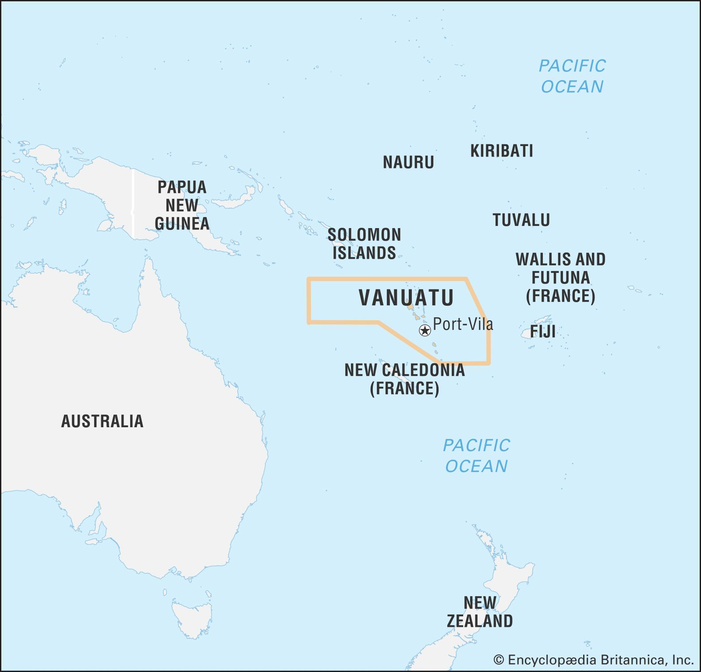 PACIFIC
OCEAN
KIRIBATI
NAURU
PAPUA
NEW
GUINEA
TUVALU
SOLOMON
ISLANDS
WALLIS AND
FUTUNA
(FRANCE)
VANUATU
Port-Vila
FIJI
NEW CALEDONIA
(FRANCE)
AUSTRALIA
PACIFIC
OCEAN
NEW
ZEALAND
© Encyclopædia Britannica, Inc.